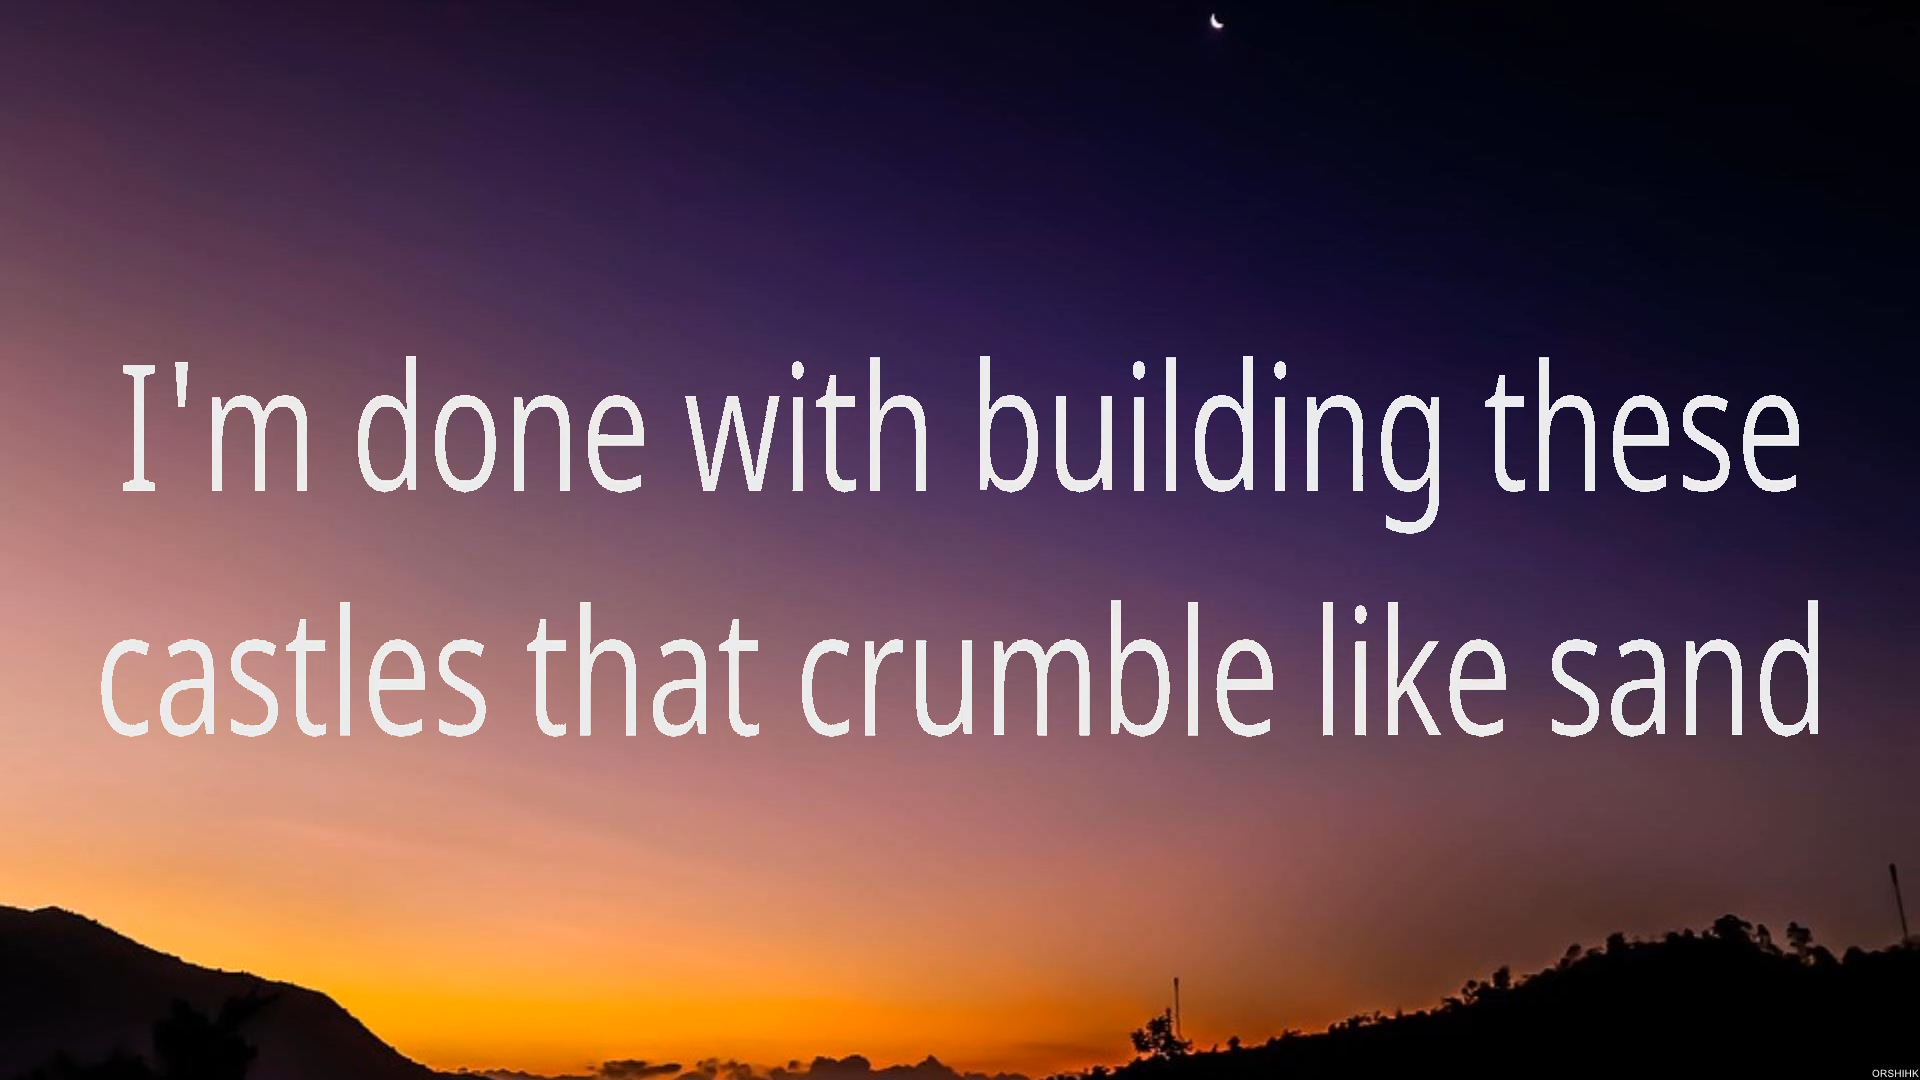 I'm done with building these
castles that crumble like sand
ORSHIHK